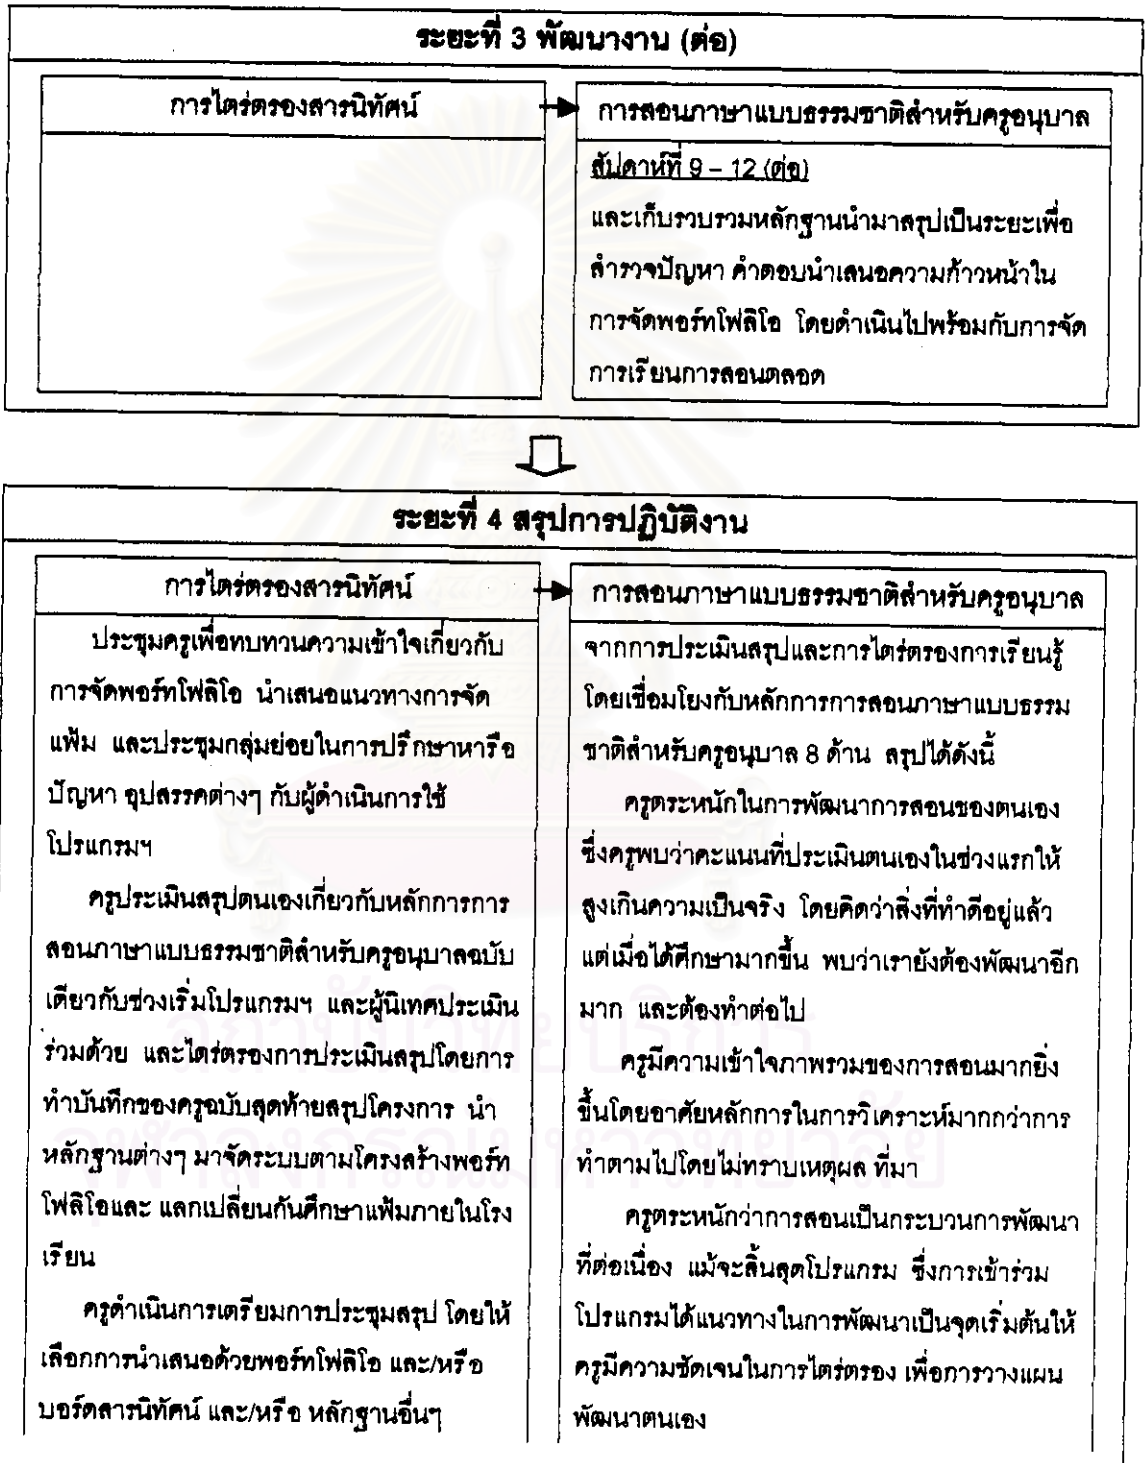 ระยะที่ 3 พัฒนางาน (ต่อ)
การไตร่ตรองสารนิทัศน์
การสอนภาษาแบบธรรมชาติสำหรับครูอนุบาล
สัปดาห์ที่ 9 – 12 (ต่อ)
และเก็บรวบรวมหลักฐานนำมาสรุปเป็นระยะเพื่อ
สำรวจปัญหา คำตอบนำเสนอความก้าวหน้าใน
การจัดพอร์ทโฟลิโอ โดยดำเนินไปพร้อมกับการจัด
การเรียนการสอนตลอด
ระยะที่ 4 สรุปการปฏิบัติงาน
การไตร่ตรองสารนิทัศน์
ประชุมครูเพื่อทบทวนความเข้าใจเกี่ยวกับ
การจัดพอร์ทโฟลิโอ นำเสนอแนวทางการจัด
แฟ้ม และประชุมกลุ่มย่อยในการปรึกษาหารือ
ปัญหา อุปสรรคต่างๆ กับผู้ดำเนินการใช้
โปรแกรมฯ
ครูประเมินสรุปตนเองเกี่ยวกับหลักการการ
สอนภาษาแบบธรรมชาติสำหรับครูอนุบาลฉบับ
เดียวกับช่วงเริ่มโปรแกรมฯ และผู้นิเทศประเมิน
ร่วมด้วย และไตร่ตรองการประเมินสรุปโดยการ
ทำบันทึกของครูฉบับสุดท้ายสรุปโครงการ นำ
หลักฐานต่างๆ มาจัดระบบตามโครงสร้างพอร์ท
โฟลิโอและ แลกเปลี่ยนกันศึกษาแฟ้มภายในโรง
เรียน
ครูดำเนินการเตรียมการประชุมสรุป โดยให้
เลือกการนำเสนอด้วยพอร์ทโฟลิโอ และ/หรือ
บอร์ดสารนิทัศน์ และ/หรือ หลักฐานอื่นๆ
การสอนภาษาแบบธรรมชาติสำหรับครูอนุบาล
จากการประเมินสรุปและการไตร่ตรองการเรียนรู้
โดยเชื่อมโยงกับหลักการการสอนภาษาแบบธรรม
ชาติสำหรับครูอนุบาล 8 ด้าน สรุปได้ดังนี้
ครูตระหนักในการพัฒนาการสอนของตนเอง
ซึ่งครูพบว่าคะแนนที่ประเมินตนเองในช่วงแรกให้
สูงเกินความเป็นจริง โดยคิดว่าสิ่งที่ทำดีอยู่แล้ว
แต่เมื่อได้ศึกษามากขึ้น พบว่าเรายังต้องพัฒนาอีก
มาก และต้องทำต่อไป
ครูมีความเข้าใจภาพรวมของการสอนมากยิ่ง
ขึ้นโดยอาศัยหลักการในการวิเคราะห์มากกว่าการ
ทำตามไปโดยไม่ทราบเหตุผล ที่มา
ครูตระหนักว่าการสอนเป็นกระบวนการพัฒนา
ที่ต่อเนื่อง แม้จะสิ้นสุดโปรแกรม ซึ่งการเข้าร่วม
โปรแกรมได้แนวทางในการพัฒนาเป็นจุดเริ่มต้นให้
ครูมีความชัดเจนในการไตร่ตรอง เพื่อการวางแผน
พัฒนาตนเอง
สถาบันวิทยบริการ
จุฬาลงกรณ์มหาวิทยาลัย